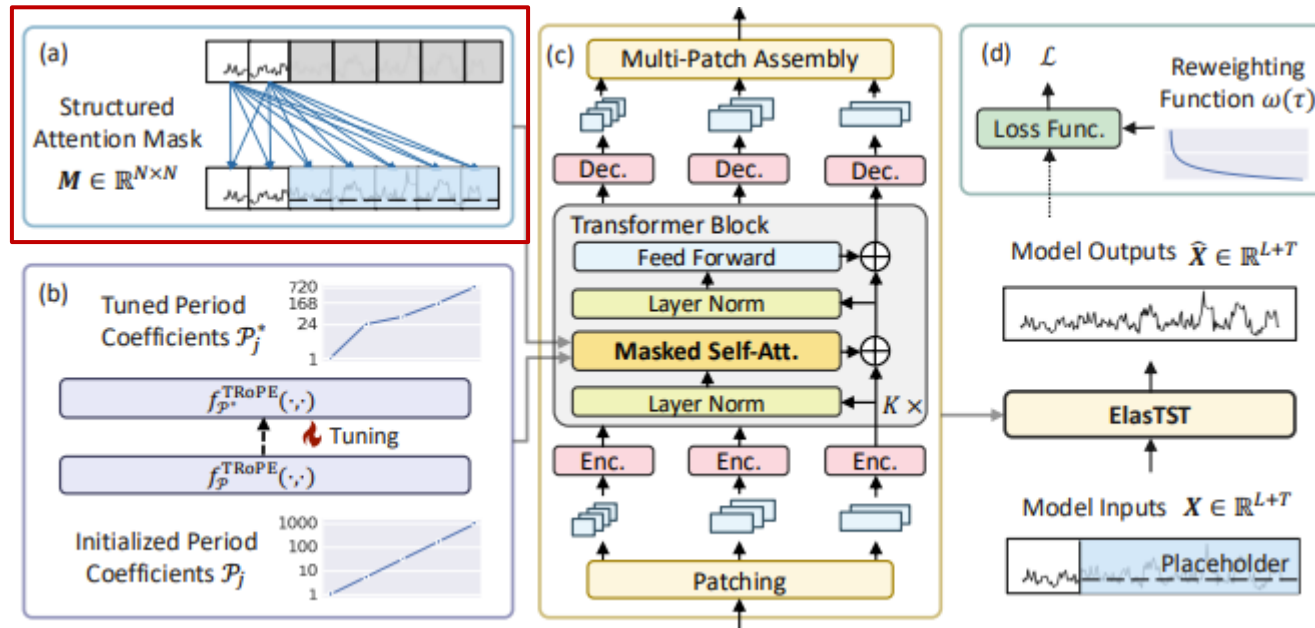 (a)
Structured
Attention Mask
M ∈ ℝ^{N×N}
(b)
Tuned Period
Coefficients 𝒫_j^*
720
168
24
1
f_{𝒫^*}^{TRoPE}(·,·)
Tuning
f_𝒫^{TRoPE}(·,·)
Initialized Period
Coefficients 𝒫_j
1000
100
10
1
(c)
Multi-Patch Assembly
Dec.
Dec.
Dec.
Transformer Block
Feed Forward
Layer Norm
Masked Self-Att.
Layer Norm
K ×
Enc.
Enc.
Enc.
Patching
(d)
ℒ
Reweighting
Function ω(τ)
Loss Func.
Model Outputs X̂ ∈ ℝ^{L+T}
ElasTST
Model Inputs X ∈ ℝ^{L+T}
Placeholder